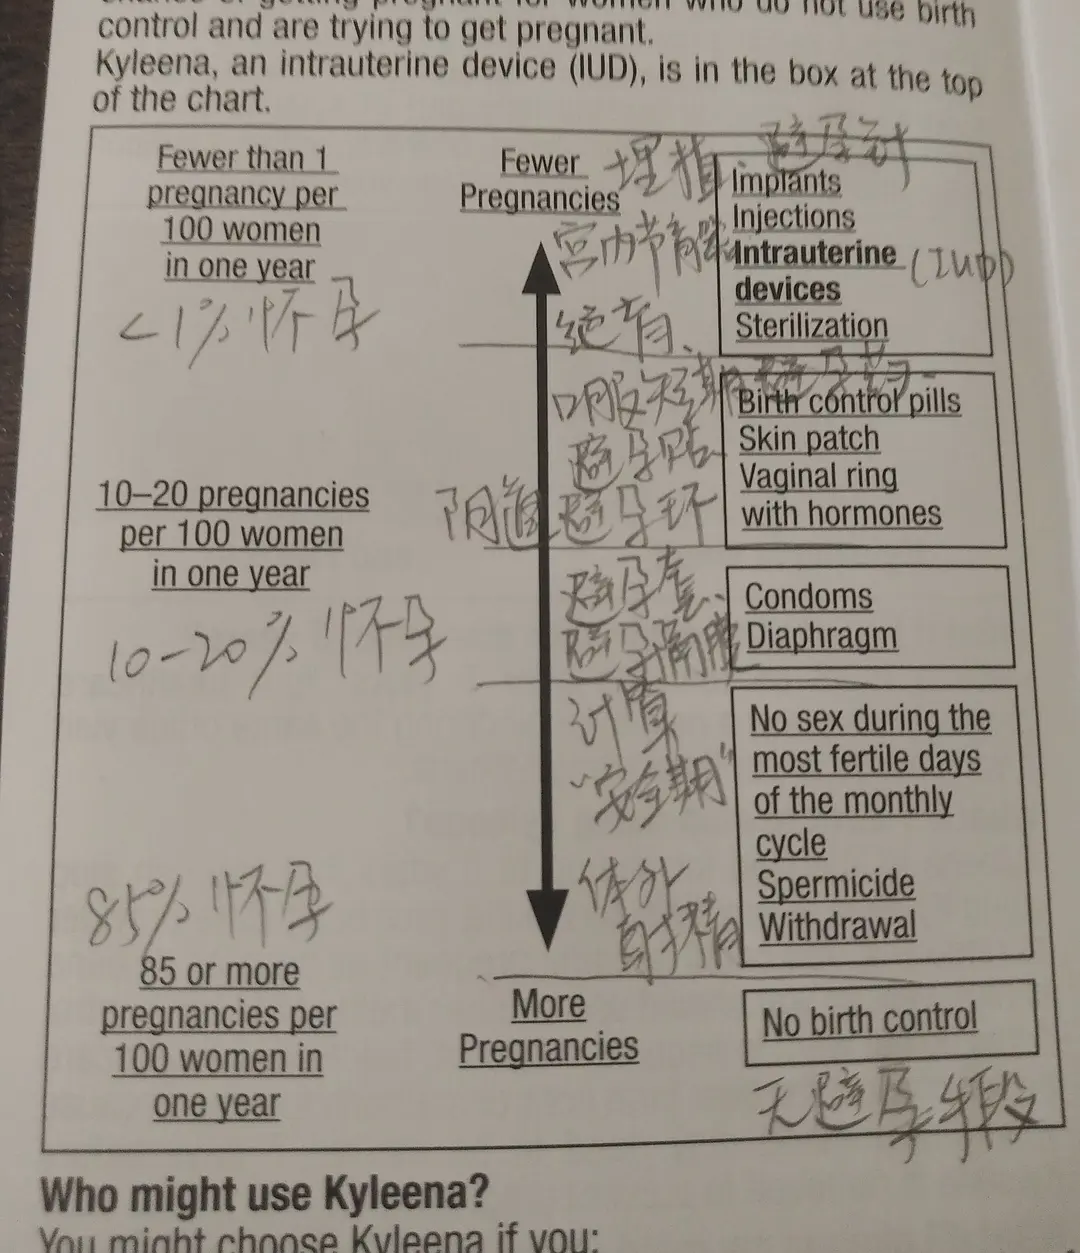 control and are trying to get pregnant.
Kyleena, an intrauterine device (IUD), is in the box at the top
of the chart.
Fewer than 1
pregnancy per
100 women
in one year
<1% 怀孕
10–20 pregnancies
per 100 women
in one year
10-20% 怀孕
85% 怀孕
85 or more
pregnancies per
100 women in
one year
Fewer
Pregnancies
More
Pregnancies
埋植 避孕针
宫内节育器 (IUD)
绝育、
口服短期避孕药
避孕贴
阴道避孕环
避孕套、
避孕隔膜
计算
“安全期”
体外
射精
Implants
Injections
Intrauterine
devices
Sterilization
Birth control pills
Skin patch
Vaginal ring
with hormones
Condoms
Diaphragm
No sex during the
most fertile days
of the monthly
cycle
Spermicide
Withdrawal
No birth control
无避孕手段
Who might use Kyleena?
You might choose Kyleena if you: